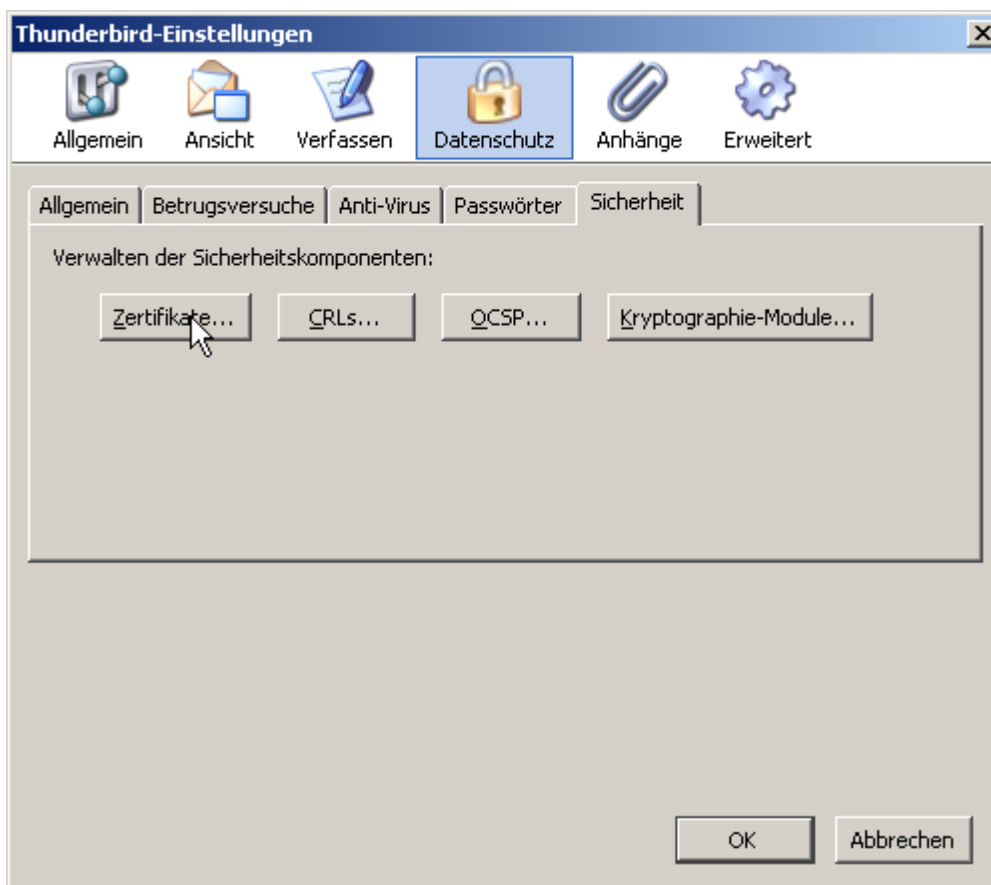 Thunderbird-Einstellungen
Allgemein Ansicht Verfassen Datenschutz Anhänge Erweitert
Allgemein Betrugsversuche Anti-Virus Passwörter Sicherheit
Verwalten der Sicherheitskomponenten:
Zertifikate... CRLs... OCSP... Kryptographie-Module...
OK Abbrechen